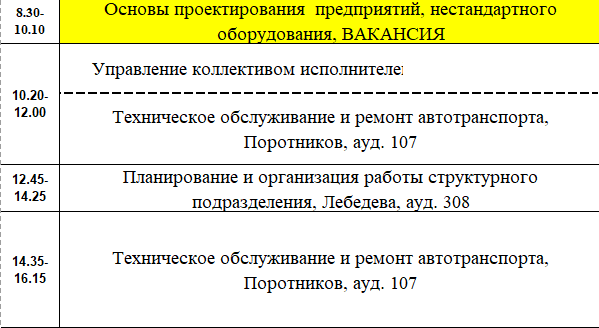 8.30-
10.10
Основы проектирования предприятий, нестандартного
оборудования, ВАКАНСИЯ
10.20-
12.00
Управление коллективом исполнителе
Техническое обслуживание и ремонт автотранспорта,
Поротников, ауд. 107
12.45-
14.25
Планирование и организация работы структурного
подразделения, Лебедева, ауд. 308
14.35-
16.15
Техническое обслуживание и ремонт автотранспорта,
Поротников, ауд. 107